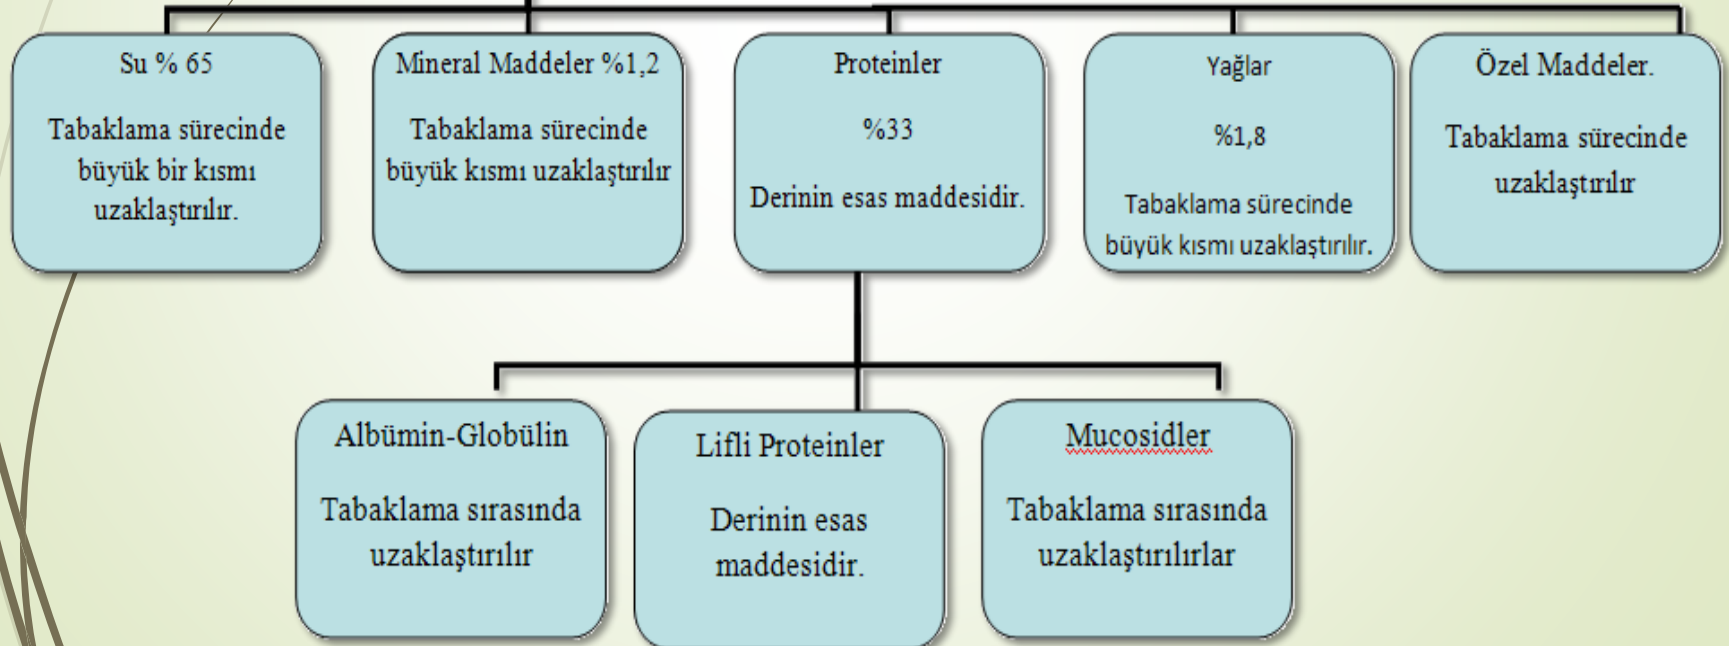 Su % 65
Tabaklama sürecinde
büyük bir kısmı
uzaklaştırılır.
Mineral Maddeler %1,2
Tabaklama sürecinde
büyük kısmı uzaklaştırılır
Proteinler
%33
Derinin esas maddesidir.
Yağlar
%1,8
Tabaklama sürecinde
büyük kısmı uzaklaştırılır.
Özel Maddeler.
Tabaklama sürecinde
uzaklaştırılır
Albümin-Globülin
Tabaklama sırasında
uzaklaştırılır
Lifli Proteinler
Derinin esas
maddesidir.
Mucosidler
Tabaklama sırasında
uzaklaştırılırlar